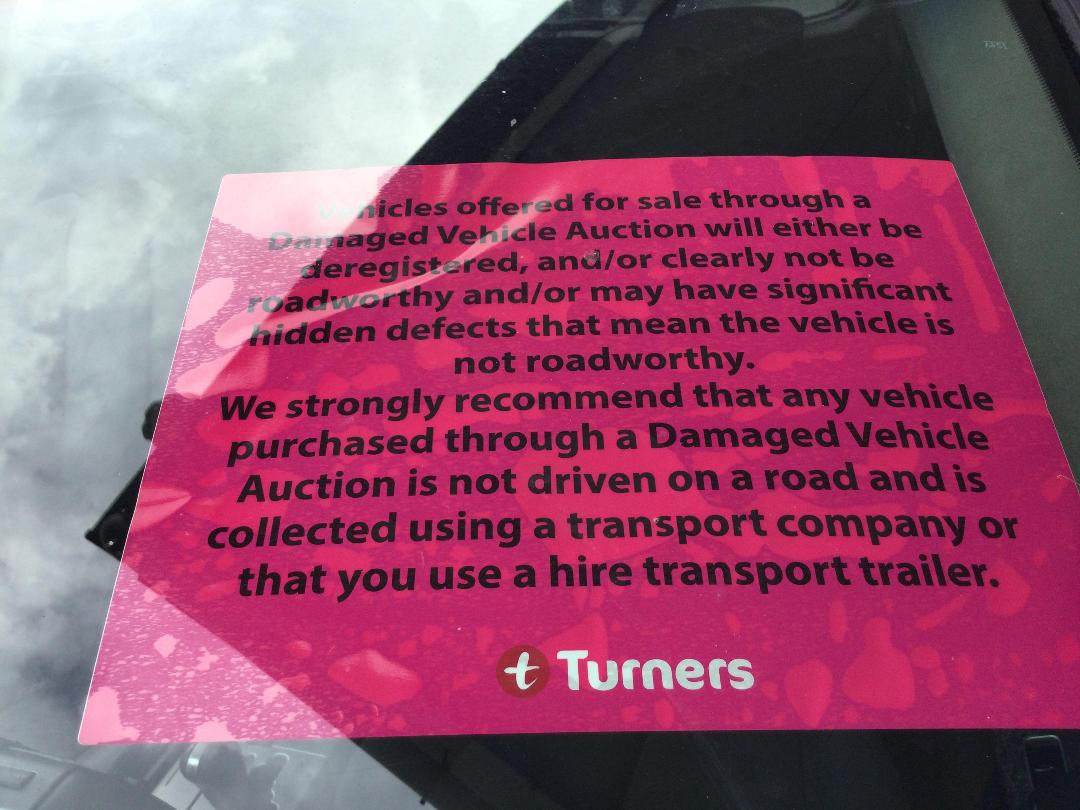 Vehicles offered for sale through a
Damaged Vehicle Auction will either be
deregistered, and/or clearly not be
roadworthy and/or may have significant
hidden defects that mean the vehicle is
not roadworthy.
We strongly recommend that any vehicle
purchased through a Damaged Vehicle
Auction is not driven on a road and is
collected using a transport company or
that you use a hire transport trailer.
t Turners